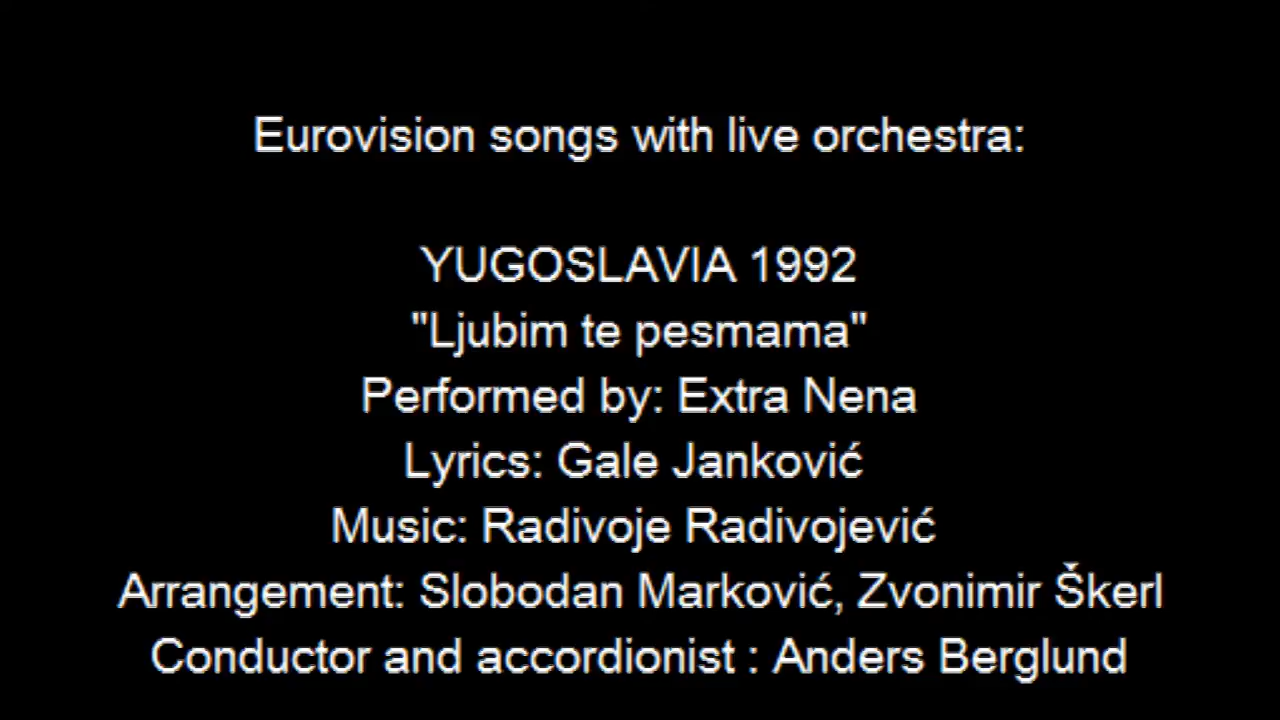 Eurovision songs with live orchestra:
YUGOSLAVIA 1992
"Ljubim te pesmama"
Performed by: Extra Nena
Lyrics: Gale Janković
Music: Radivoje Radivojević
Arrangement: Slobodan Marković, Zvonimir Škerl
Conductor and accordionist : Anders Berglund